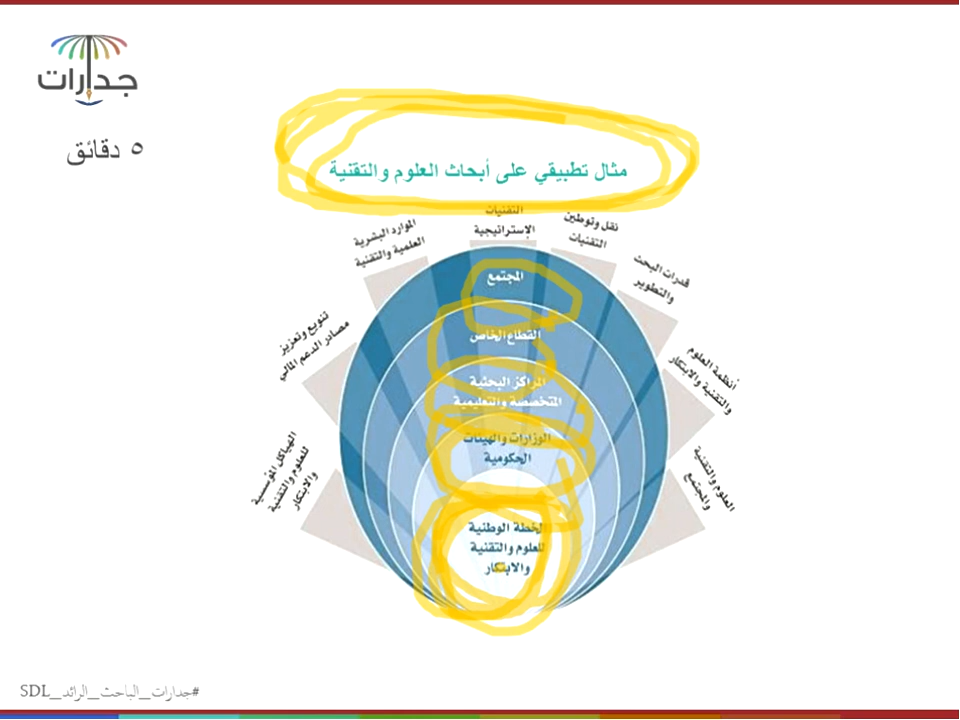 جدارات
٥ دقائق
مثال تطبيقي على أبحاث العلوم والتقنية
التقنيات
الإستراتيجية
نقل وتوطين
التقنيات
قدرات البحث
والتطوير
أنظمة العلوم
والتقنية والابتكار
العلوم والتقنية
والمجتمع
الموارد البشرية
العلمية والتقنية
تنويع وتعزيز
مصادر الدعم المالي
الهياكل المؤسسية
للعلوم والتقنية
والابتكار
المجتمع
القطاع الخاص
المراكز البحثية
المتخصصة والتعليمية
الوزارات والهيئات
الحكومية
الخطة الوطنية
للعلوم والتقنية
والابتكار
#جدارات_الباحث_الرائد_SDL